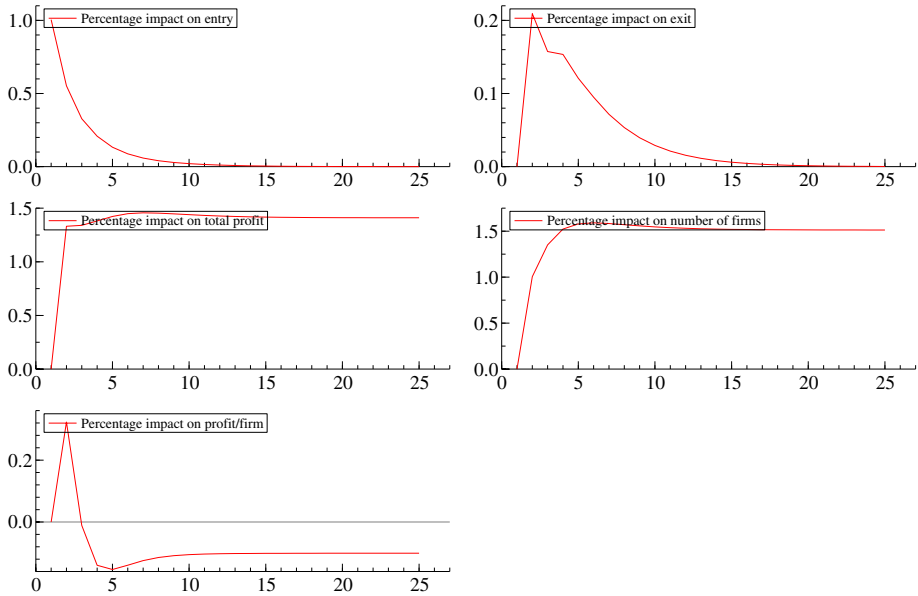 Percentage impact on entry
1.0
0.5
0.0
0 5 10 15 20 25
Percentage impact on exit
0.2
0.1
0.0
0 5 10 15 20 25
Percentage impact on total profit
1.5
1.0
0.5
0.0
0 5 10 15 20 25
Percentage impact on number of firms
1.5
1.0
0.5
0.0
0 5 10 15 20 25
Percentage impact on profit/firm
0.2
0.0
0 5 10 15 20 25